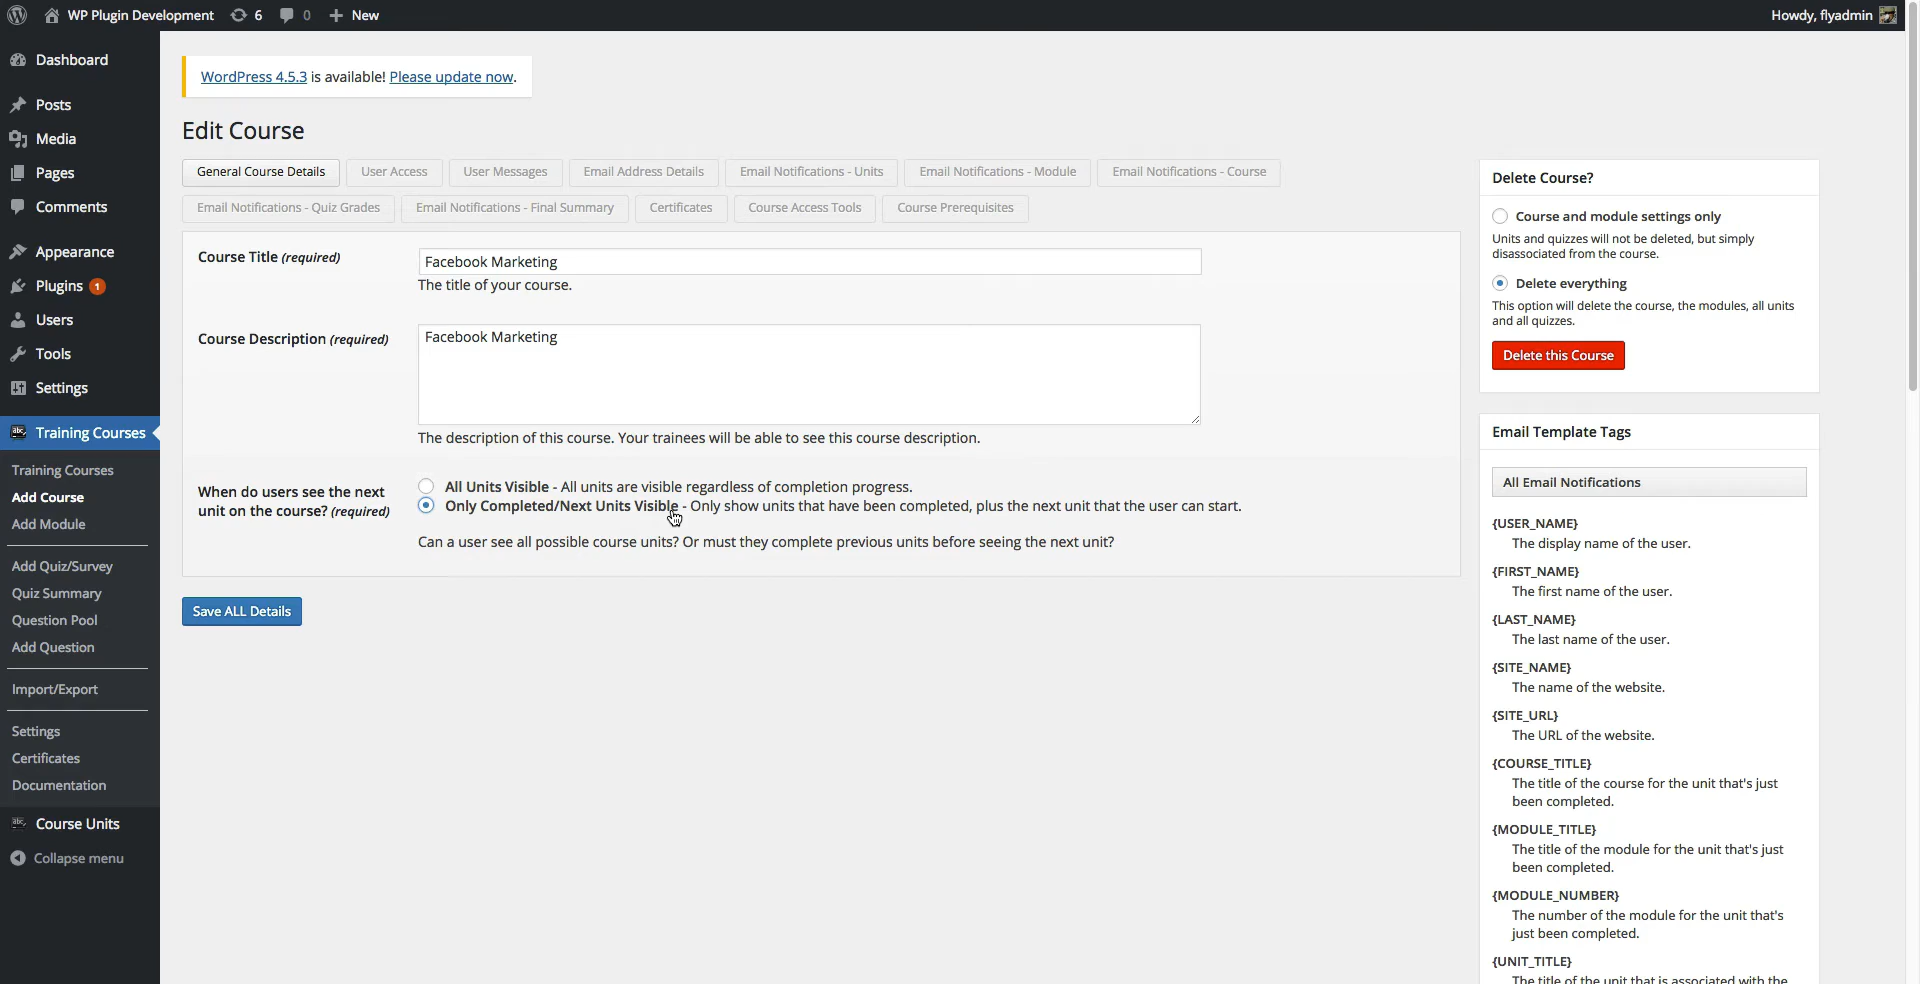 WP Plugin Development 6 0 New Howdy, flyadmin
Dashboard
Posts
Media
Pages
Comments
Appearance
Plugins 1
Users
Tools
Settings
Training Courses
Training Courses
Add Course
Add Module
Add Quiz/Survey
Quiz Summary
Question Pool
Add Question
Import/Export
Settings
Certificates
Documentation
Course Units
Collapse menu
WordPress 4.5.3 is available! Please update now.
Edit Course
General Course Details User Access User Messages Email Address Details Email Notifications - Units Email Notifications - Module Email Notifications - Course
Email Notifications - Quiz Grades Email Notifications - Final Summary Certificates Course Access Tools Course Prerequisites
Course Title (required)
Facebook Marketing
The title of your course.
Course Description (required)
Facebook Marketing
The description of this course. Your trainees will be able to see this course description.
When do users see the next
unit on the course? (required)
All Units Visible - All units are visible regardless of completion progress.
Only Completed/Next Units Visible - Only show units that have been completed, plus the next unit that the user can start.
Can a user see all possible course units? Or must they complete previous units before seeing the next unit?
Save ALL Details
Delete Course?
Course and module settings only
Units and quizzes will not be deleted, but simply
disassociated from the course.
Delete everything
This option will delete the course, the modules, all units
and all quizzes.
Delete this Course
Email Template Tags
All Email Notifications
{USER_NAME}
The display name of the user.
{FIRST_NAME}
The first name of the user.
{LAST_NAME}
The last name of the user.
{SITE_NAME}
The name of the website.
{SITE_URL}
The URL of the website.
{COURSE_TITLE}
The title of the course for the unit that's just
been completed.
{MODULE_TITLE}
The title of the module for the unit that's just
been completed.
{MODULE_NUMBER}
The number of the module for the unit that's
just been completed.
{UNIT_TITLE}
The title of the unit that is associated with the